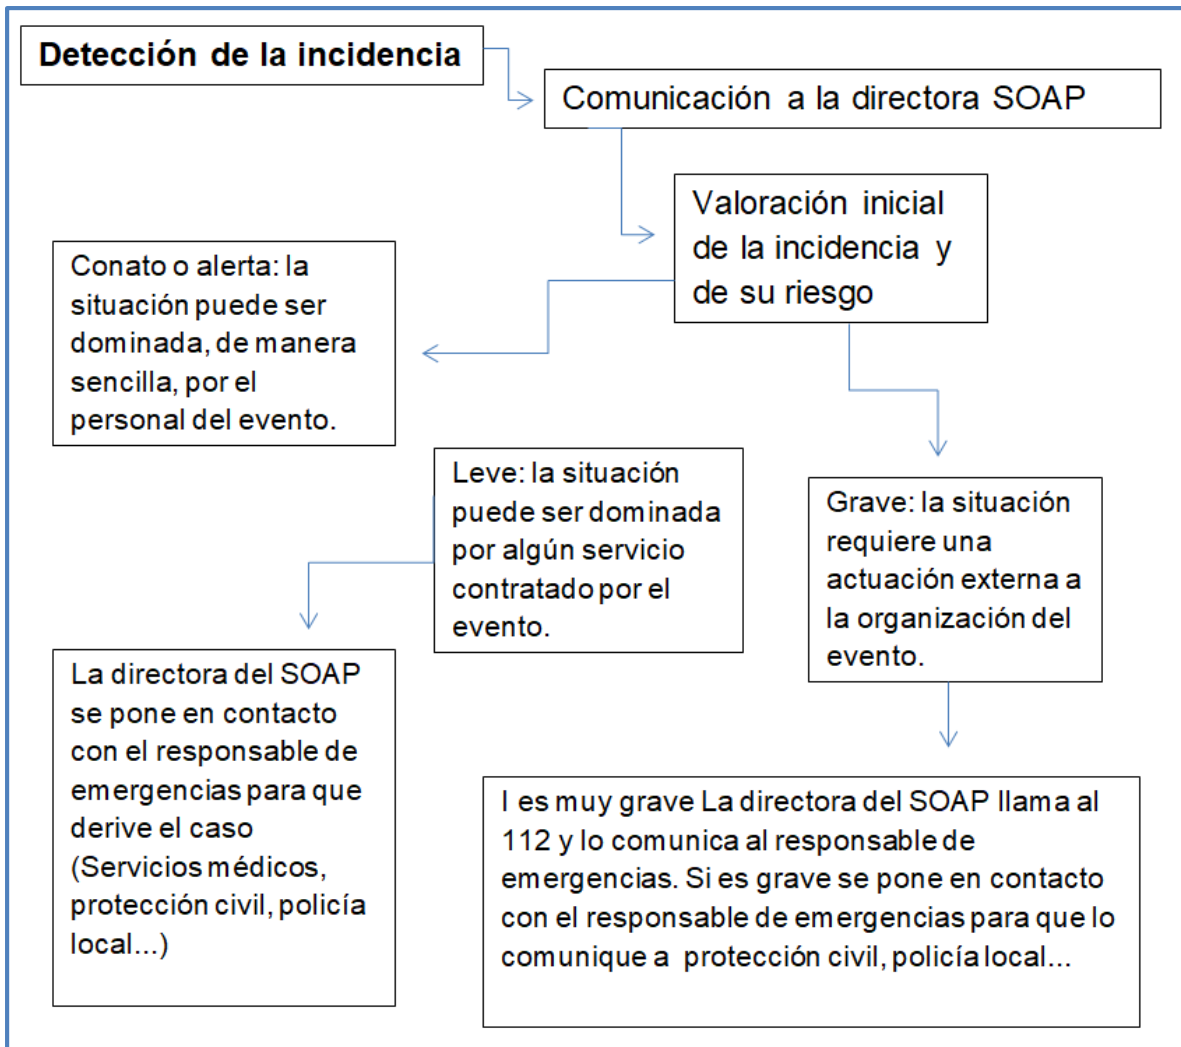 Detección de la incidencia
Comunicación a la directora SOAP
Valoración inicial
de la incidencia y
de su riesgo
Conato o alerta: la
situación puede ser
dominada, de manera
sencilla, por el
personal del evento.
Leve: la situación
puede ser dominada
por algún servicio
contratado por el
evento.
Grave: la situación
requiere una
actuación externa a
la organización del
evento.
La directora del SOAP
se pone en contacto
con el responsable de
emergencias para que
derive el caso
(Servicios médicos,
protección civil, policía
local...)
I es muy grave La directora del SOAP llama al
112 y lo comunica al responsable de
emergencias. Si es grave se pone en contacto
con el responsable de emergencias para que lo
comunique a protección civil, policía local...